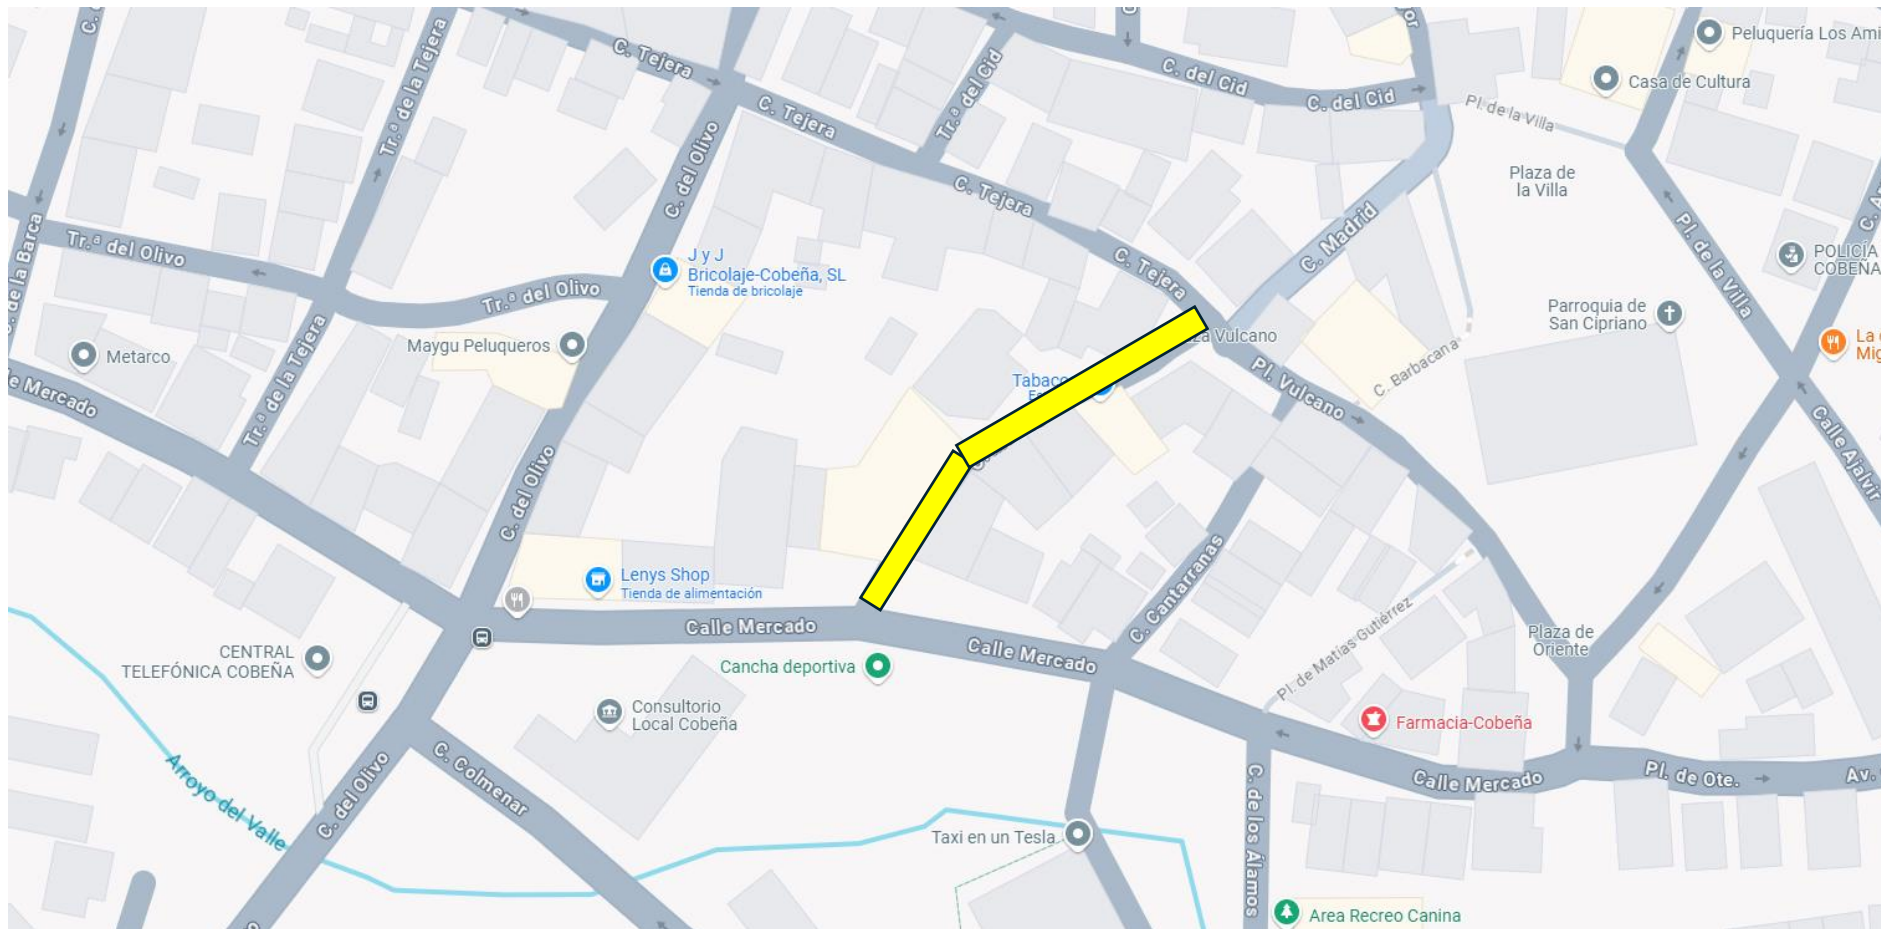 C. Tejera
Tr.ª de la Tejera
C. Tejera
Tr.ª del Cid
C. del Cid
C. del Cid
Peluquería Los Ami
Casa de Cultura
Pl. de la Villa
Plaza de
la Villa
C. del Olivo
C. Tejera
C. Tejera
C. Madrid
Pl. de la Villa
POLICÍA
COBEÑA
Tr.ª del Olivo
de la Barca
J y J
Bricolaje-Cobeña, SL
Tienda de bricolaje
Tr.ª del Olivo
Parroquia de
San Cipriano
Metarco
Maygu Peluqueros
Vulcano
La
Mig
C. Barbacana
Pl. Vulcano
Tr.ª de la Tejera
Mercado
Calle Ajalvir
C. del Olivo
C. Cantarranas
Lenys Shop
Tienda de alimentación
Calle Mercado
Calle Mercado
Pl. de Matías Gutiérrez
Plaza de
Oriente
CENTRAL
TELEFÓNICA COBEÑA
Cancha deportiva
Consultorio
Local Cobeña
Farmacia-Cobeña
Arroyo del Valle
C. del Olivo
C. Colmenar
Calle Mercado
Pl. de Ote.
Av.
Taxi en un Tesla
C. de los Álamos
Area Recreo Canina